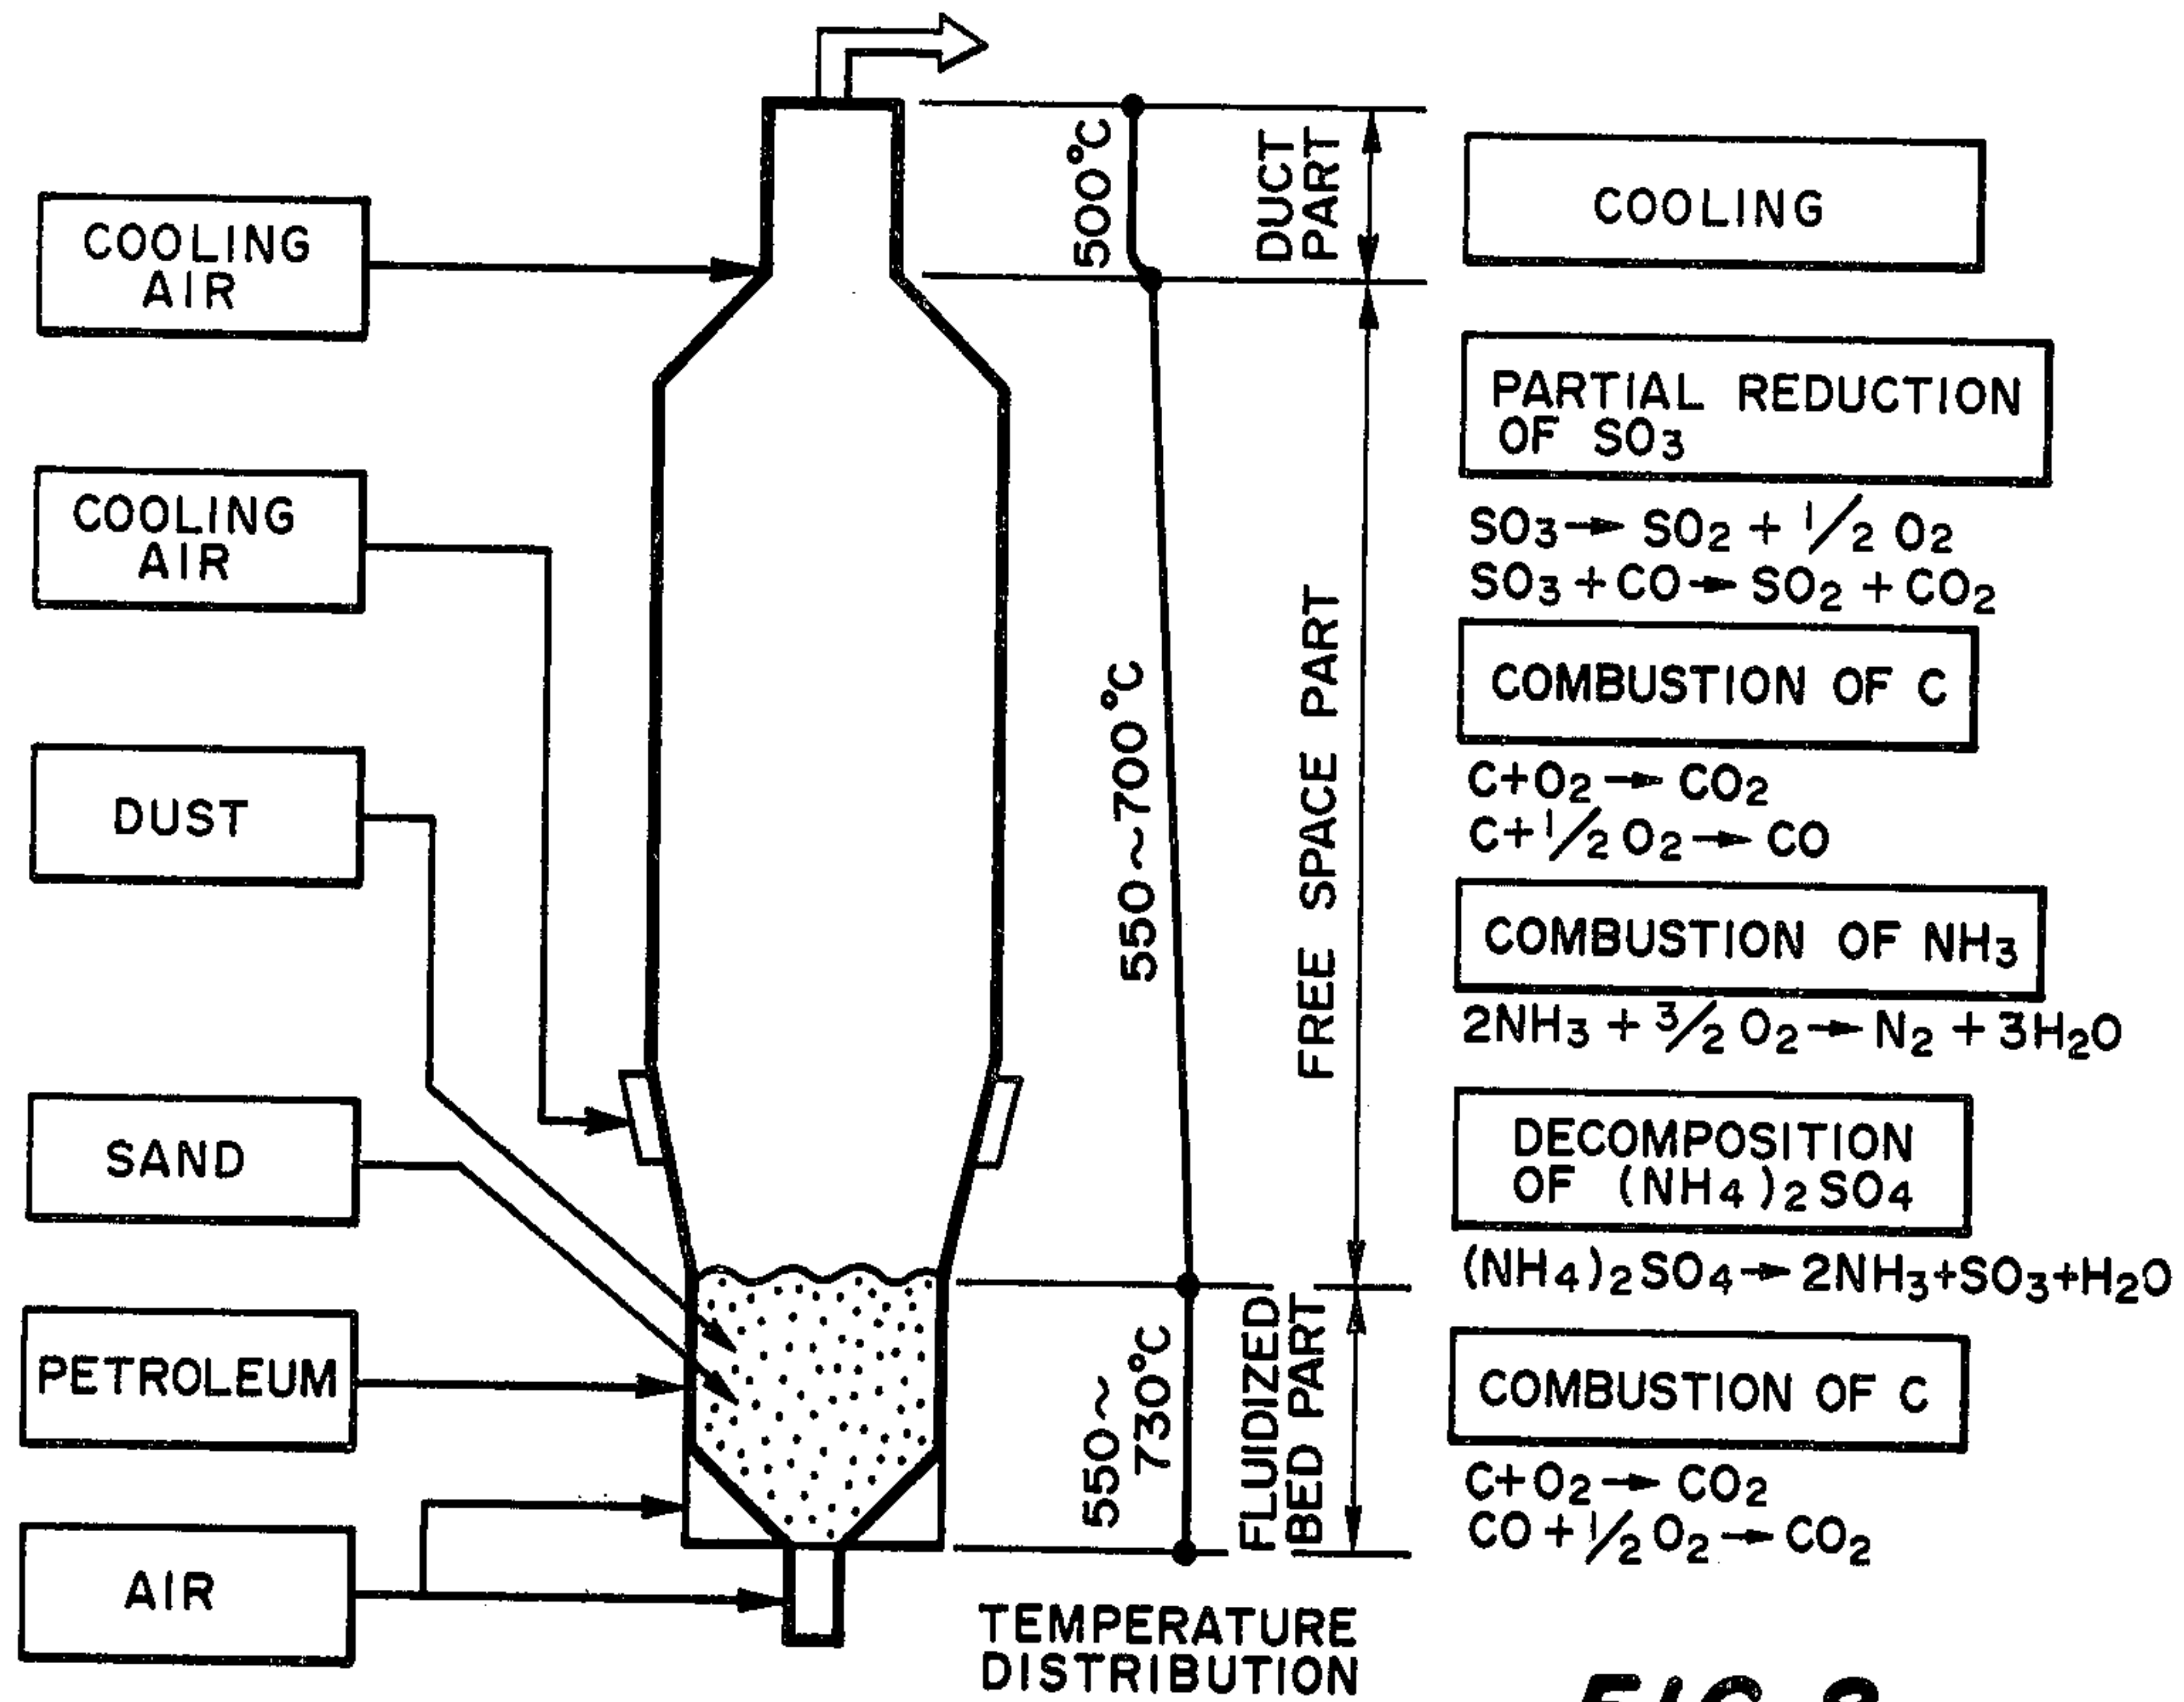 COOLING
AIR
COOLING
AIR
DUST
SAND
PETROLEUM
AIR
500°C
550~700°C
550~
730°C
TEMPERATURE
DISTRIBUTION
DUCT
PART
FREE SPACE PART
FLUIDIZED
BED PART
COOLING
PARTIAL REDUCTION
OF SO3
SO3→ SO2 + 1/2 O2
SO3 + CO→ SO2 + CO2
COMBUSTION OF C
C+O2→ CO2
C+1/2 O2→ CO
COMBUSTION OF NH3
2NH3 + 3/2 O2→ N2 + 3H2O
DECOMPOSITION
OF (NH4)2SO4
(NH4)2SO4→ 2NH3+SO3+H2O
COMBUSTION OF C
C+O2→ CO2
CO+1/2 O2→ CO2